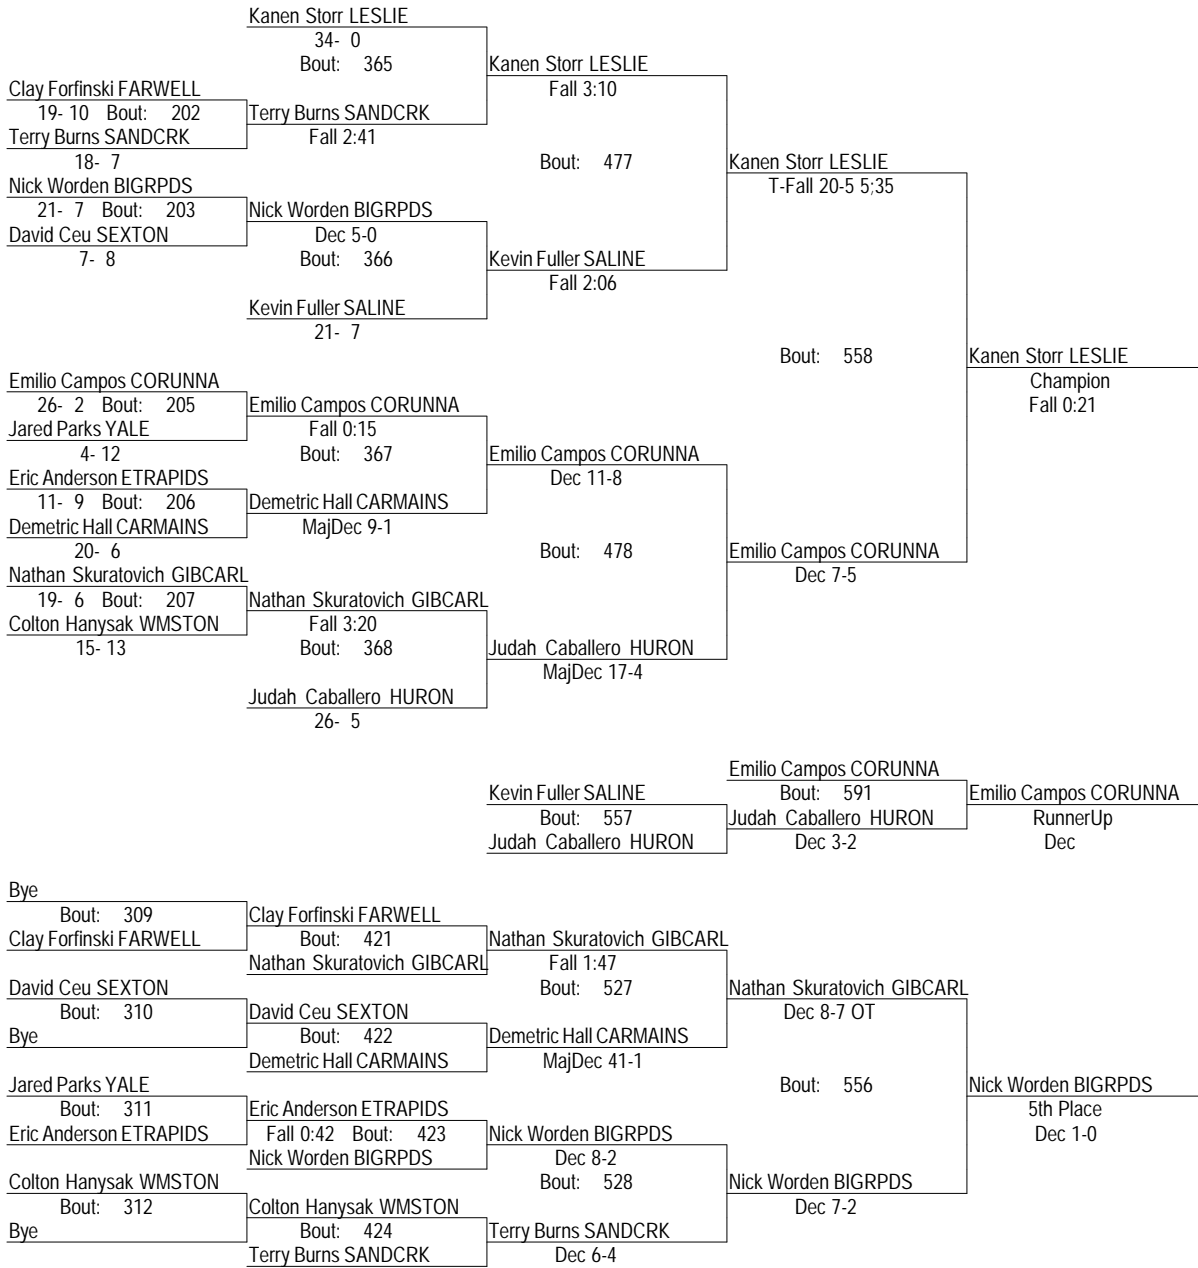 Kanen Storr LESLIE
34- 0
Bout: 365
Kanen Storr LESLIE
Fall 3:10
Clay Forfinski FARWELL
19- 10 Bout: 202
Terry Burns SANDCRK
Fall 2:41
Terry Burns SANDCRK
18- 7
Bout: 477
Kanen Storr LESLIE
T-Fall 20-5 5;35
Nick Worden BIGRPDS
21- 7 Bout: 203
Nick Worden BIGRPDS
Dec 5-0
David Ceu SEXTON
7- 8
Bout: 366
Kevin Fuller SALINE
Fall 2:06
Kevin Fuller SALINE
21- 7
Bout: 558
Kanen Storr LESLIE
Champion
Fall 0:21
Emilio Campos CORUNNA
26- 2 Bout: 205
Emilio Campos CORUNNA
Fall 0:15
Jared Parks YALE
4- 12
Bout: 367
Emilio Campos CORUNNA
Dec 11-8
Eric Anderson ETRAPIDS
11- 9 Bout: 206
Demetric Hall CARMAINS
MajDec 9-1
Demetric Hall CARMAINS
20- 6
Bout: 478
Emilio Campos CORUNNA
Dec 7-5
Nathan Skuratovich GIBCARL
19- 6 Bout: 207
Nathan Skuratovich GIBCARL
Fall 3:20
Colton Hanysak WMSTON
15- 13
Bout: 368
Judah Caballero HURON
MajDec 17-4
Judah Caballero HURON
26- 5
Emilio Campos CORUNNA
Kevin Fuller SALINE
Bout: 591
Emilio Campos CORUNNA
Bout: 557
Judah Caballero HURON
RunnerUp
Judah Caballero HURON
Dec 3-2
Dec
Bye
Bout: 309
Clay Forfinski FARWELL
Clay Forfinski FARWELL
Bout: 421
Nathan Skuratovich GIBCARL
Nathan Skuratovich GIBCARL
Fall 1:47
David Ceu SEXTON
Bout: 527
Nathan Skuratovich GIBCARL
Bout: 310
David Ceu SEXTON
Dec 8-7 OT
Bye
Bout: 422
Demetric Hall CARMAINS
Demetric Hall CARMAINS
MajDec 41-1
Jared Parks YALE
Bout: 556
Nick Worden BIGRPDS
Bout: 311
Eric Anderson ETRAPIDS
5th Place
Eric Anderson ETRAPIDS
Fall 0:42 Bout: 423
Nick Worden BIGRPDS
Dec 1-0
Nick Worden BIGRPDS
Dec 8-2
Colton Hanysak WMSTON
Bout: 528
Nick Worden BIGRPDS
Bout: 312
Colton Hanysak WMSTON
Dec 7-2
Bye
Bout: 424
Terry Burns SANDCRK
Terry Burns SANDCRK
Dec 6-4